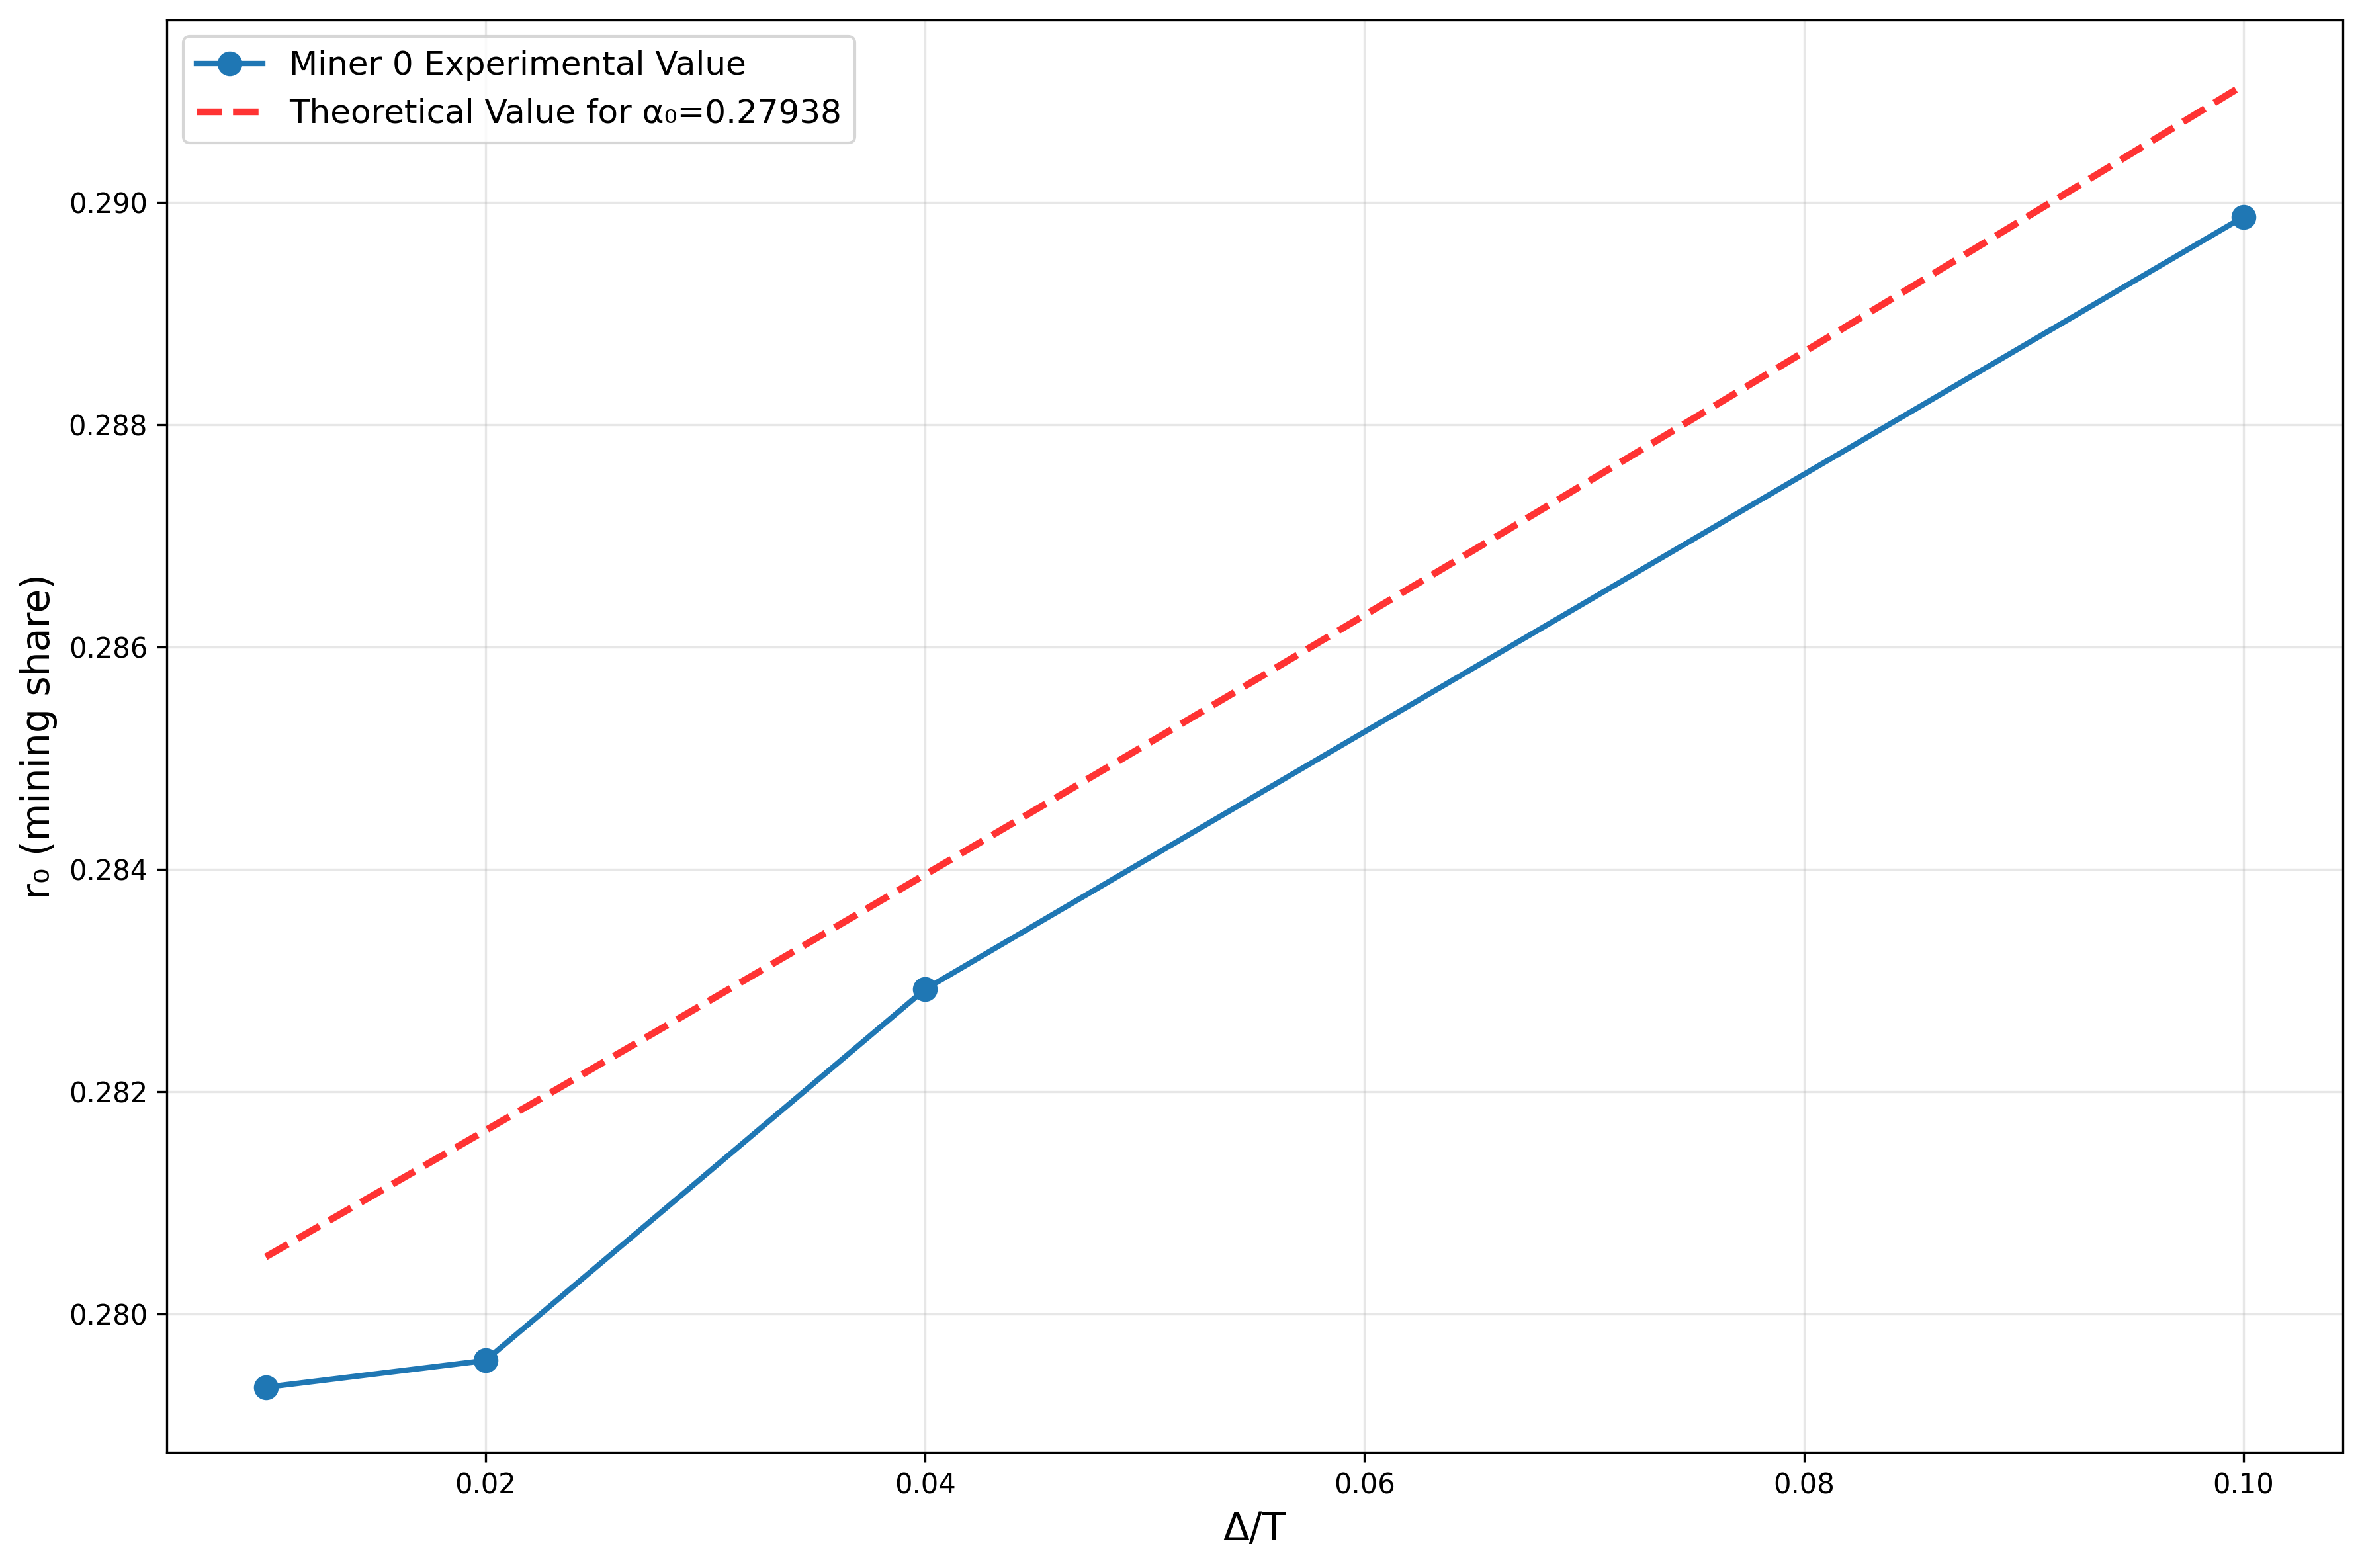 Miner 0 Experimental Value
Theoretical Value for α₀=0.27938
r₀ (mining share)
0.290
0.288
0.286
0.284
0.282
0.280
0.02
0.04
0.06
0.08
0.10
Δ/T